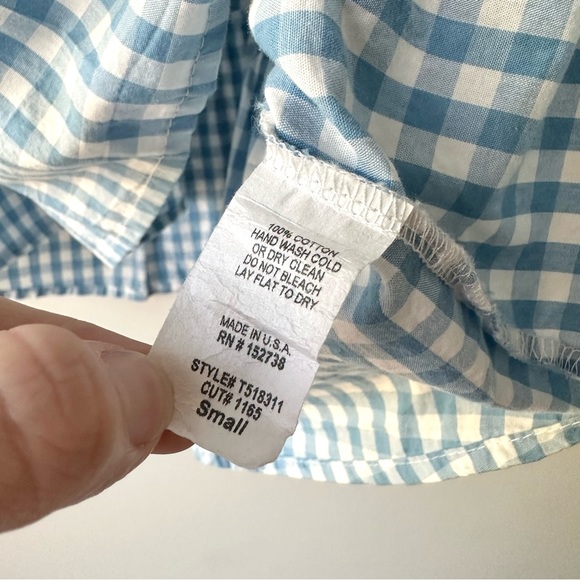 100% COTTON
HAND WASH COLD
OR DRY CLEAN
DO NOT BLEACH
LAY FLAT TO DRY
MADE IN U.S.A.
RN # 152738
STYLE# T518311
CUT# 1165
Small